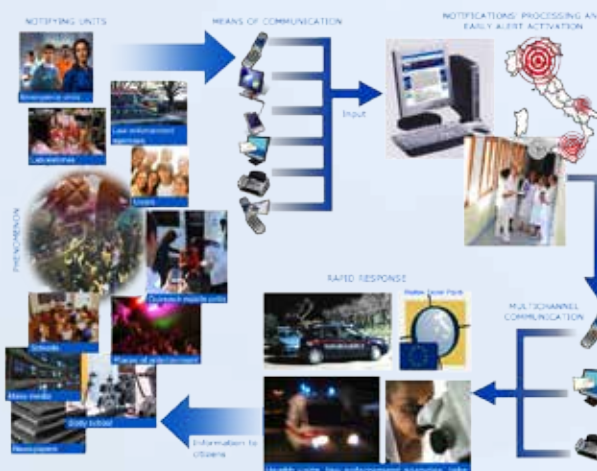 NOTIFYING UNITS
MEANS OF COMMUNICATION
NOTIFICATIONS' PROCESSING AN
EARLY ALERT ACTIVATION
Emergency units
Law enforcement
agencies
Laboratories
Users
Input
PHENOMENON
Outreach mobile units
Schools
Places of entertainment
Mass media
Daily school
Newspapers
RAPID RESPONSE
MULTICHANNEL
COMMUNICATION
Information to
citizens